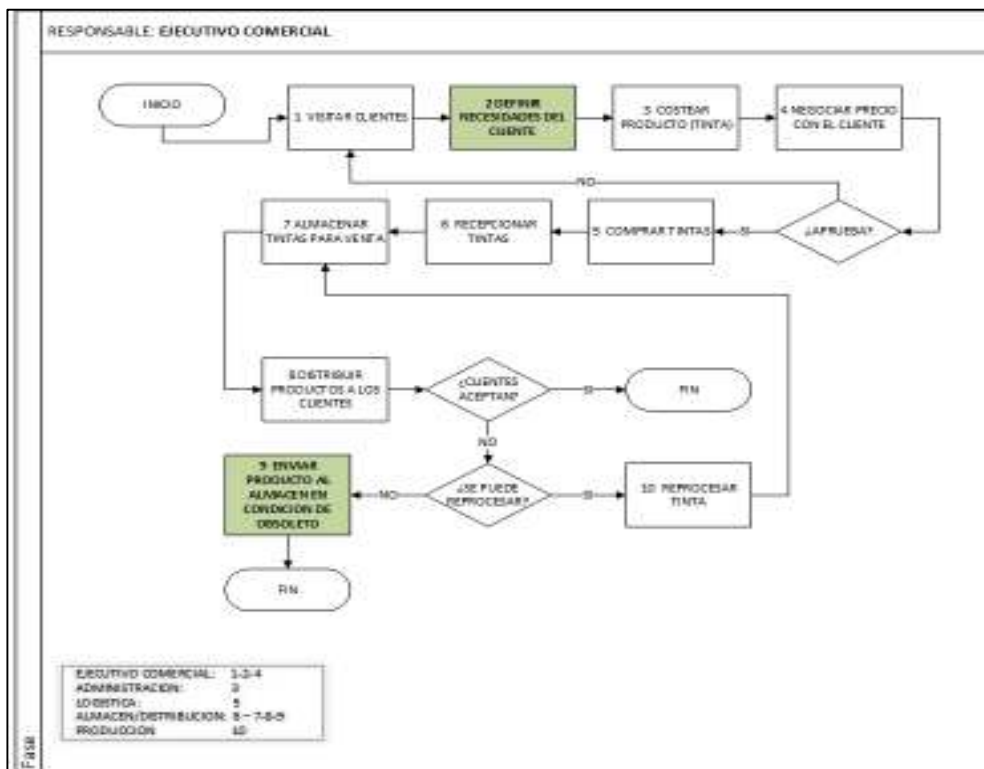 RESPONSABLE: EJECUTIVO COMERCIAL
INICIO
1 VISITAR CLIENTES
2 DEFINIR
NECESIDADES DEL
CLIENTE
3 COSTEAR
PRODUCTO (TINTA)
4 NEGOCIAR PRECIO
CON EL CLIENTE
NO
7 ALMACENAR
TINTAS PARA VENTA
6 RECEPCIONAR
TINTAS
5 COMPRAR TINTAS
SI
¿APRUEBA?
8 DISTRIBUIR
PRODUCTOS A LOS
CLIENTES
¿CLIENTES
ACEPTAN?
SI
FIN
NO
9 ENVIAR
PRODUCTO AL
ALMACEN EN
CONDICION DE
OBSOLETO
NO
¿SE PUEDE
REPROCESAR?
SI
10 REPROCESAR
TINTA
FIN
EJECUTIVO COMERCIAL: 1-2-4
ADMINISTRACION: 3
LOGISTICA: 5
ALMACEN/DISTRIBUCION: 6 – 7-8-9
PRODUCCION 10
Fase